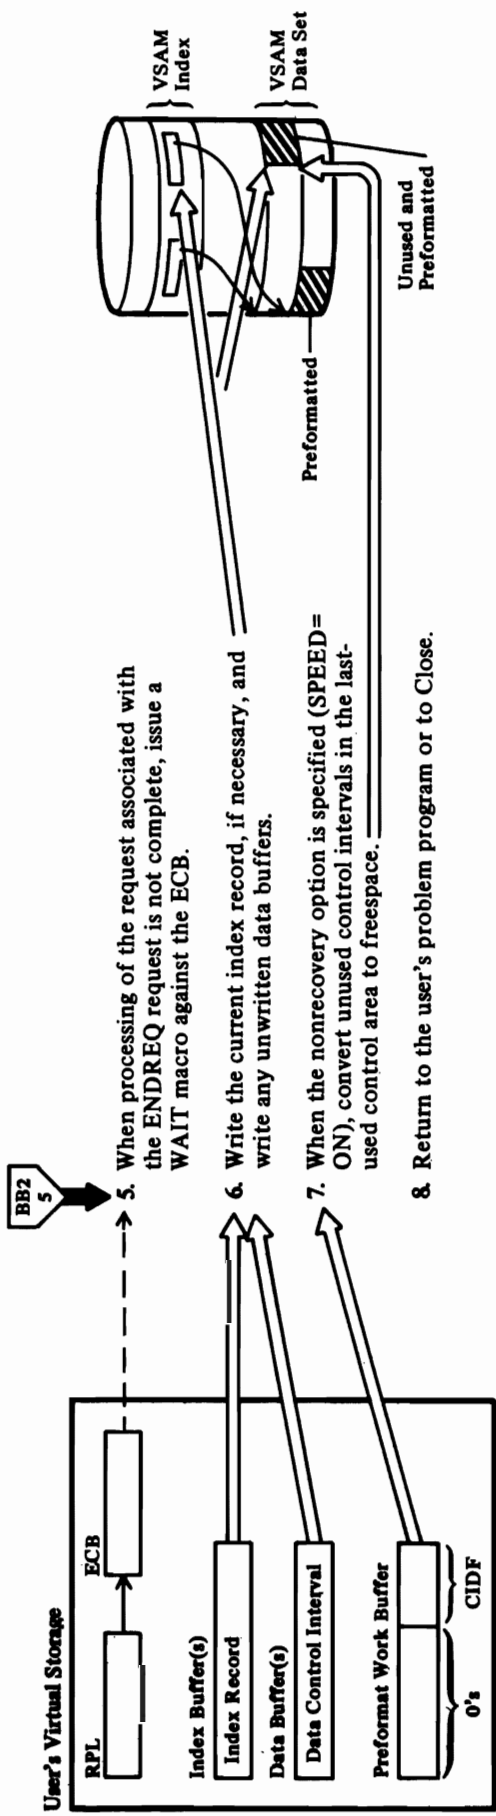 User's Virtual Storage
RPL
ECB
Index Buffer(s)
Index Record
Data Buffer(s)
Data Control Interval
Preformat Work Buffer
0's
CIDF
BB2
5
5. When processing of the request associated with
the ENDREQ request is not complete, issue a
WAIT macro against the ECB.
6. Write the current index record, if necessary, and
write any unwritten data buffers.
7. When the nonrecovery option is specified (SPEED=
ON), convert unused control intervals in the last-
used control area to freespace.
8. Return to the user's problem program or to Close.
VSAM
Index
VSAM
Data Set
Preformatted
Unused and
Preformatted